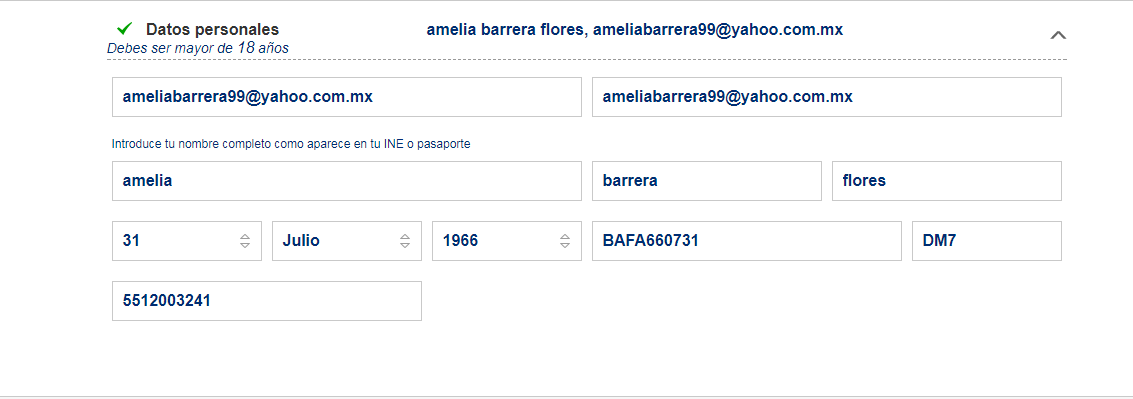 Datos personales amelia barrera flores, ameliabarrera99@yahoo.com.mx
Debes ser mayor de 18 años
ameliabarrera99@yahoo.com.mx ameliabarrera99@yahoo.com.mx
Introduce tu nombre completo como aparece en tu INE o pasaporte
amelia barrera flores
31 Julio 1966 BAFA660731 DM7
5512003241